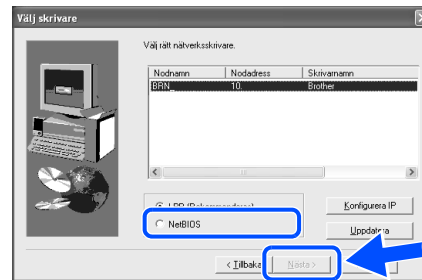 Välj skrivare
Välj rätt nätverksskrivare.
Nodnamn Nodadress Skrivarnamn
BRN_ 10. Brother
NetBIOS
Konfigurera IP
Uppdatera
< Tillbaka Nästa >